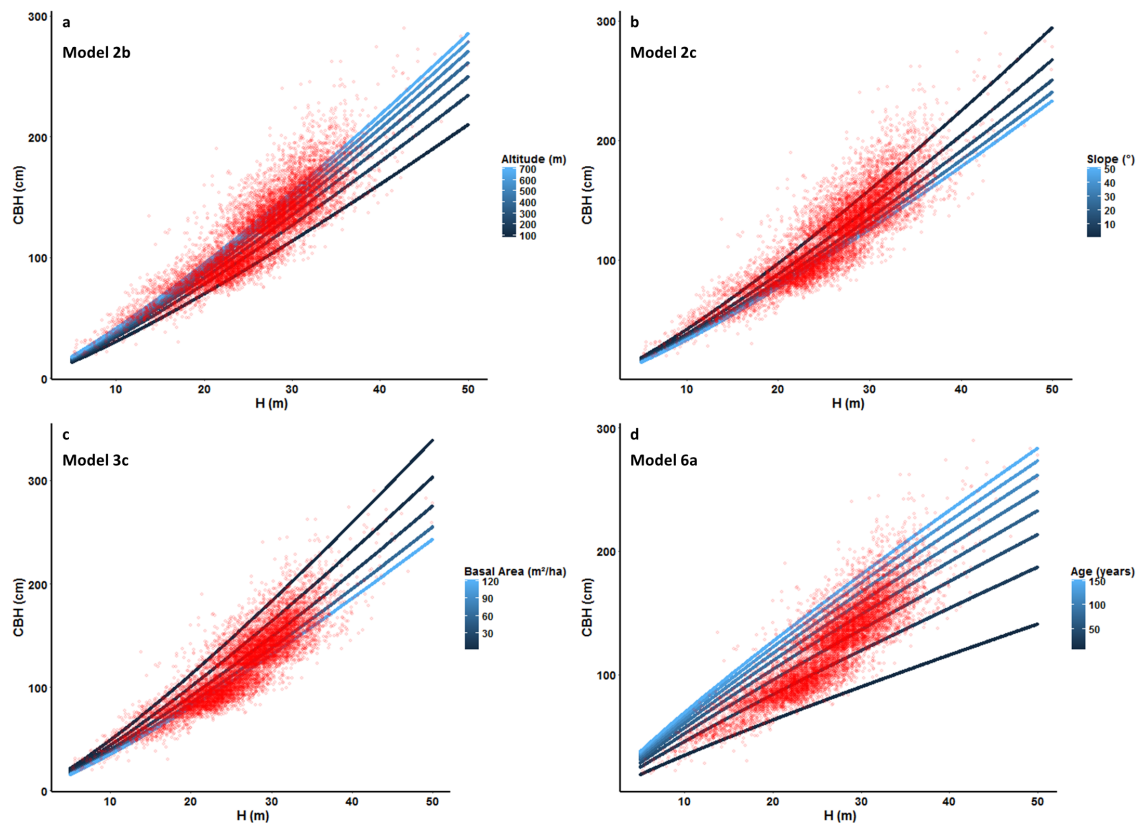 a
Model 2b
300
200
100
0
CBH (cm)
10 20 30 40 50
H (m)
Altitude (m)
700
600
500
400
300
200
100
b
Model 2c
300
200
100
0
CBH (cm)
10 20 30 40 50
H (m)
Slope (°)
50
40
30
20
10
c
Model 3c
300
200
100
0
CBH (cm)
10 20 30 40 50
H (m)
Basal Area (m²/ha)
120
90
60
30
d
Model 6a
300
200
100
CBH (cm)
10 20 30 40 50
H (m)
Age (years)
150
100
50